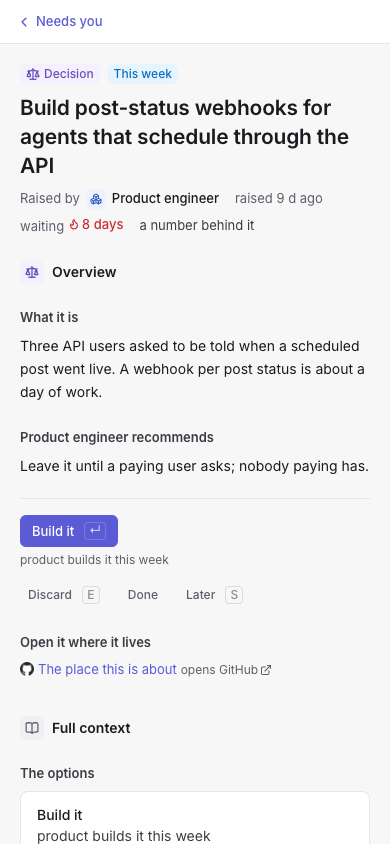 Needs you
Decision This week
Build post-status webhooks for
agents that schedule through the
API
Raised by Product engineer raised 9 d ago
waiting 8 days a number behind it
Overview
What it is
Three API users asked to be told when a scheduled
post went live. A webhook per post status is about a
day of work.
Product engineer recommends
Leave it until a paying user asks; nobody paying has.
Build it ↵
product builds it this week
Discard E Done Later S
Open it where it lives
The place this is about opens GitHub
Full context
The options
Build it
product builds it this week